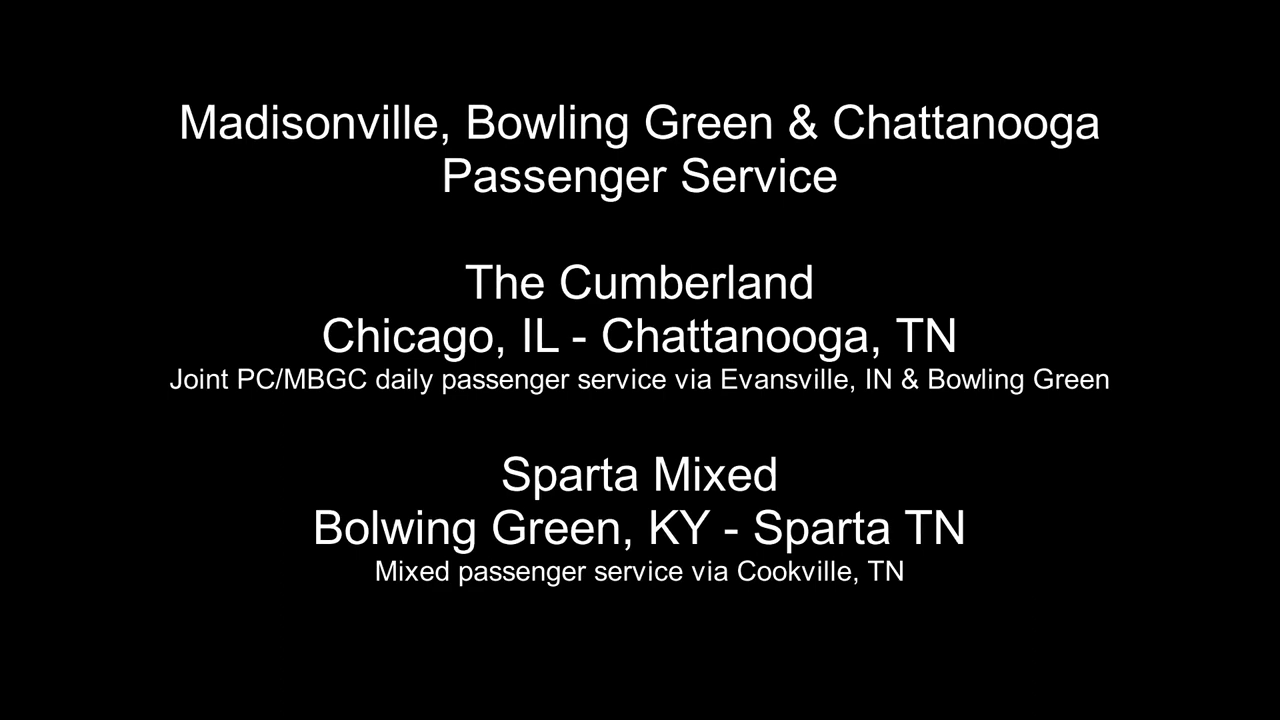 Madisonville, Bowling Green & Chattanooga
Passenger Service
The Cumberland
Chicago, IL - Chattanooga, TN
Joint PC/MBGC daily passenger service via Evansville, IN & Bowling Green
Sparta Mixed
Bolwing Green, KY - Sparta TN
Mixed passenger service via Cookville, TN